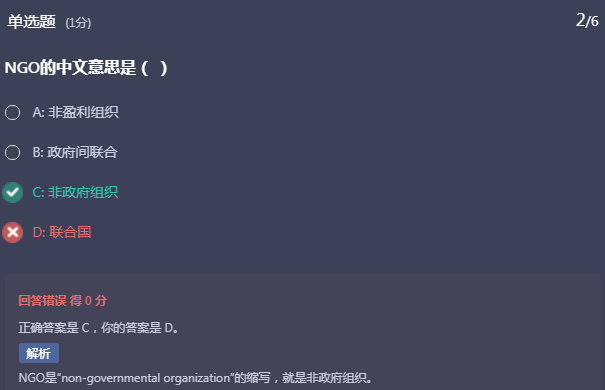 单选题 (1分) 2/6
NGO的中文意思是（ ）
A: 非盈利组织
B: 政府间联合
C: 非政府组织
D: 联合国
回答错误 得 0 分
正确答案是 C，你的答案是 D。
解析
NGO是“non-governmental organization”的缩写，就是非政府组织。